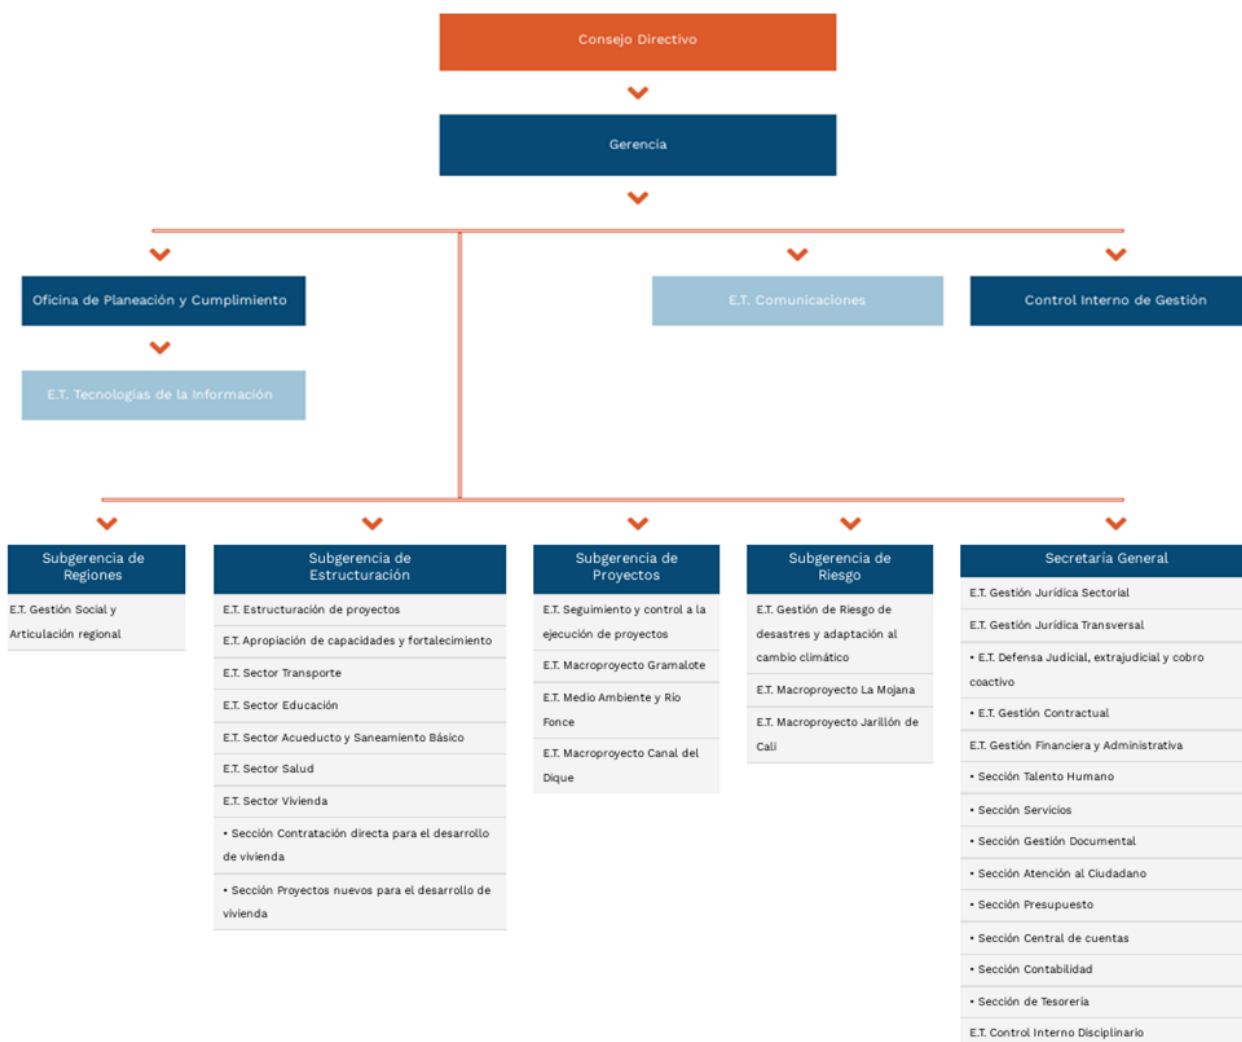 Consejo Directivo
Gerencia
Oficina de Planeación y Cumplimiento
E.T. Comunicaciones
Control Interno de Gestión
E.T. Tecnologías de la Información
Subgerencia de
Regiones
E.T. Gestión Social y
Articulación regional
Subgerencia de
Estructuración
E.T. Estructuración de proyectos
E.T. Apropiación de capacidades y fortalecimiento
E.T. Sector Transporte
E.T. Sector Educación
E.T. Sector Acueducto y Saneamiento Básico
E.T. Sector Salud
E.T. Sector Vivienda
• Sección Contratación directa para el desarrollo
de vivienda
• Sección Proyectos nuevos para el desarrollo de
vivienda
Subgerencia de
Proyectos
E.T. Seguimiento y control a la
ejecución de proyectos
E.T. Macroproyecto Gramalote
E.T. Medio Ambiente y Río
Fonce
E.T. Macroproyecto Canal del
Dique
Subgerencia de
Riesgo
E.T. Gestión de Riesgo de
desastres y adaptación al
cambio climático
E.T. Macroproyecto La Mojana
E.T. Macroproyecto Jarillón de
Cali
Secretaría General
E.T. Gestión Jurídica Sectorial
E.T. Gestión Jurídica Transversal
• E.T. Defensa Judicial, extrajudicial y cobro
coactivo
• E.T. Gestión Contractual
E.T. Gestión Financiera y Administrativa
• Sección Talento Humano
• Sección Servicios
• Sección Gestión Documental
• Sección Atención al Ciudadano
• Sección Presupuesto
• Sección Central de cuentas
• Sección Contabilidad
• Sección de Tesorería
E.T. Control Interno Disciplinario